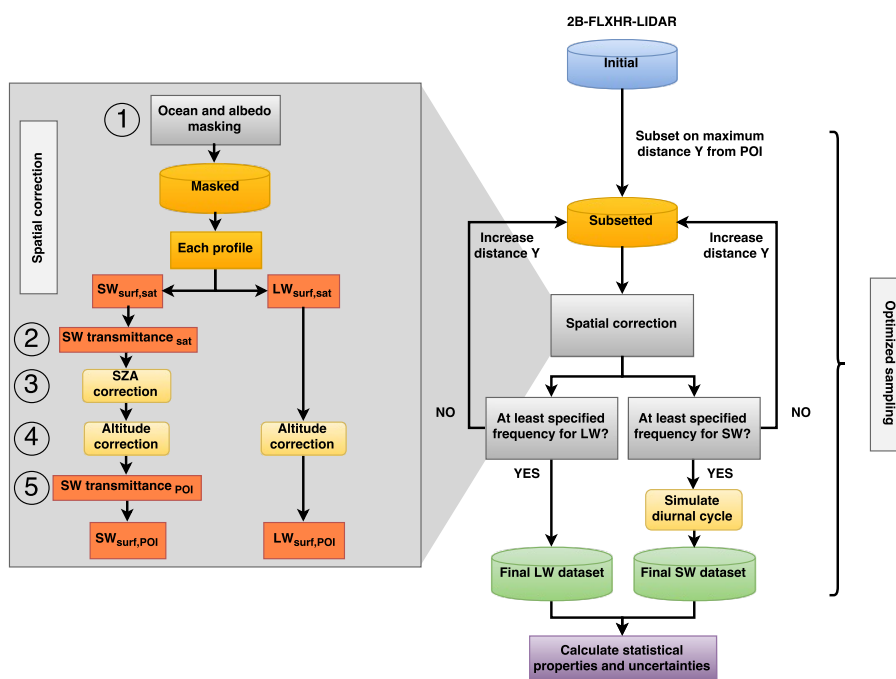 2B-FLXHR-LIDAR
Initial
Subset on maximum
distance Y from POI
Subsetted
Increase
distance Y
Increase
distance Y
Spatial correction
NO
At least specified
frequency for LW?
At least specified
frequency for SW?
NO
YES
YES
Simulate
diurnal cycle
Final LW dataset
Final SW dataset
Calculate statistical
properties and uncertainties
Optimized sampling
Spatial correction
1
Ocean and albedo
masking
Masked
Each profile
SWsurf,sat
LWsurf,sat
2
SW transmittance sat
3
SZA
correction
4
Altitude
correction
Altitude
correction
5
SW transmittance POI
SWsurf,POI
LWsurf,POI